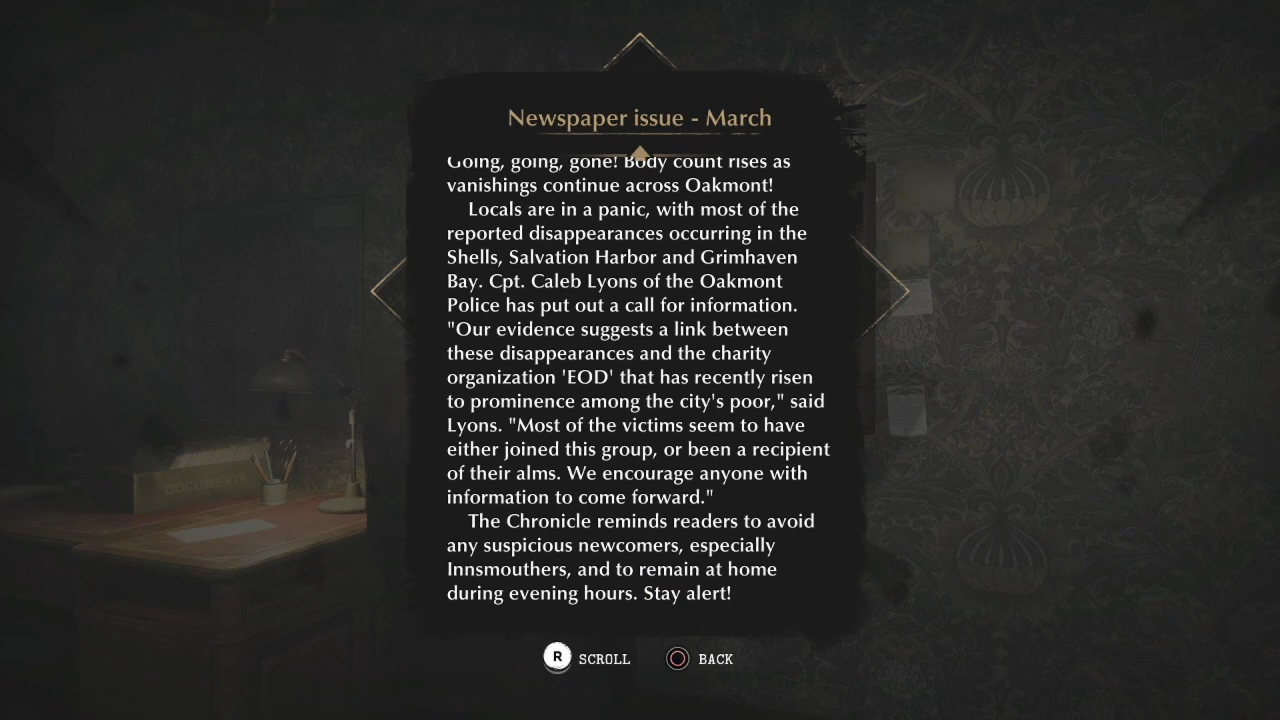 Newspaper issue - March
Going, going, gone! Body count rises as
vanishings continue across Oakmont!
Locals are in a panic, with most of the
reported disappearances occurring in the
Shells, Salvation Harbor and Grimhaven
Bay. Cpt. Caleb Lyons of the Oakmont
Police has put out a call for information.
"Our evidence suggests a link between
these disappearances and the charity
organization 'EOD' that has recently risen
to prominence among the city's poor," said
Lyons. "Most of the victims seem to have
either joined this group, or been a recipient
of their alms. We encourage anyone with
information to come forward."
The Chronicle reminds readers to avoid
any suspicious newcomers, especially
Innsmouthers, and to remain at home
during evening hours. Stay alert!
DOCUMENTS
R SCROLL BACK